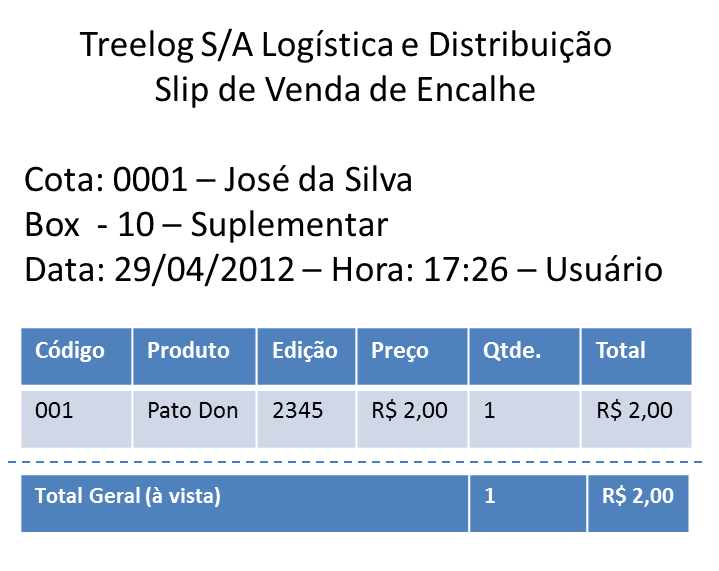 Treelog S/A Logística e Distribuição
Slip de Venda de Encalhe
Cota: 0001 – José da Silva
Box  - 10 – Suplementar
Data: 29/04/2012 – Hora: 17:26 – Usuário
Código Produto Edição Preço Qtde. Total
001 Pato Don 2345 R$ 2,00 1 R$ 2,00
Total Geral (à vista) 1 R$ 2,00